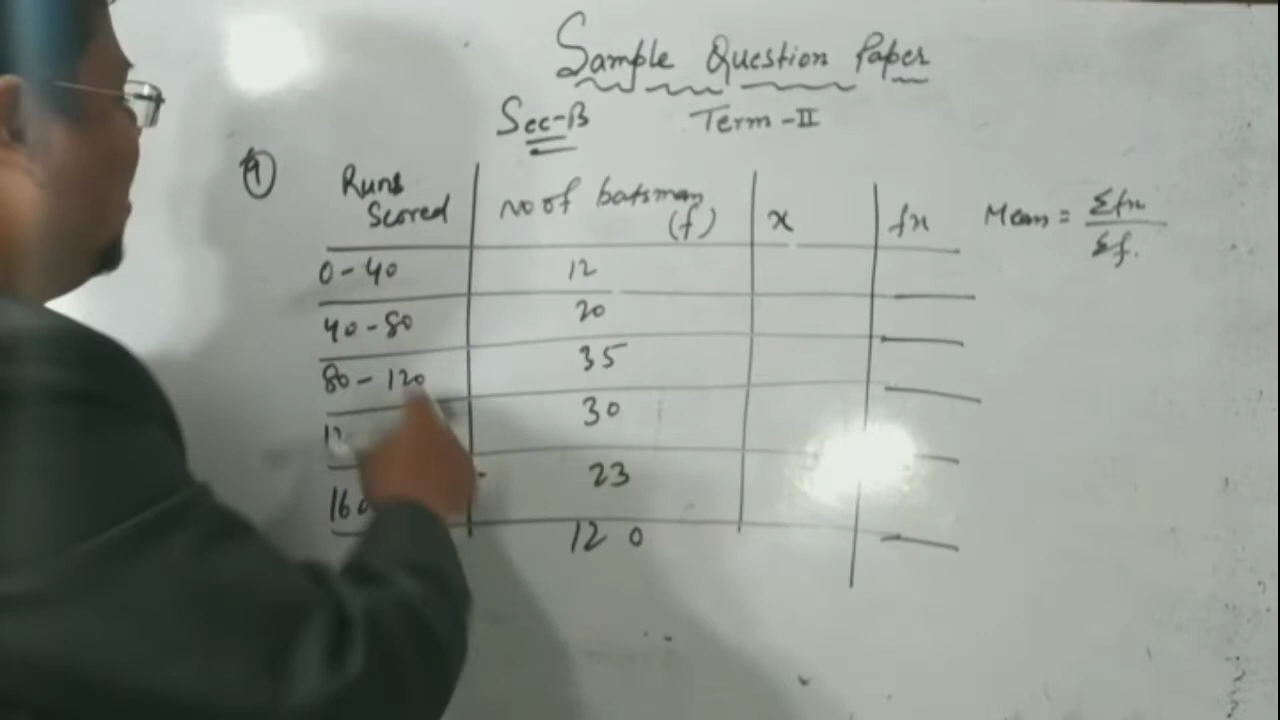 Sample Question Paper
Sec-B Term-II
9 Runs Scored no of batsman (f) x fx Mean = Σfx / Σf.
0-40 12
40-80 20
80-120 35
30
23
120